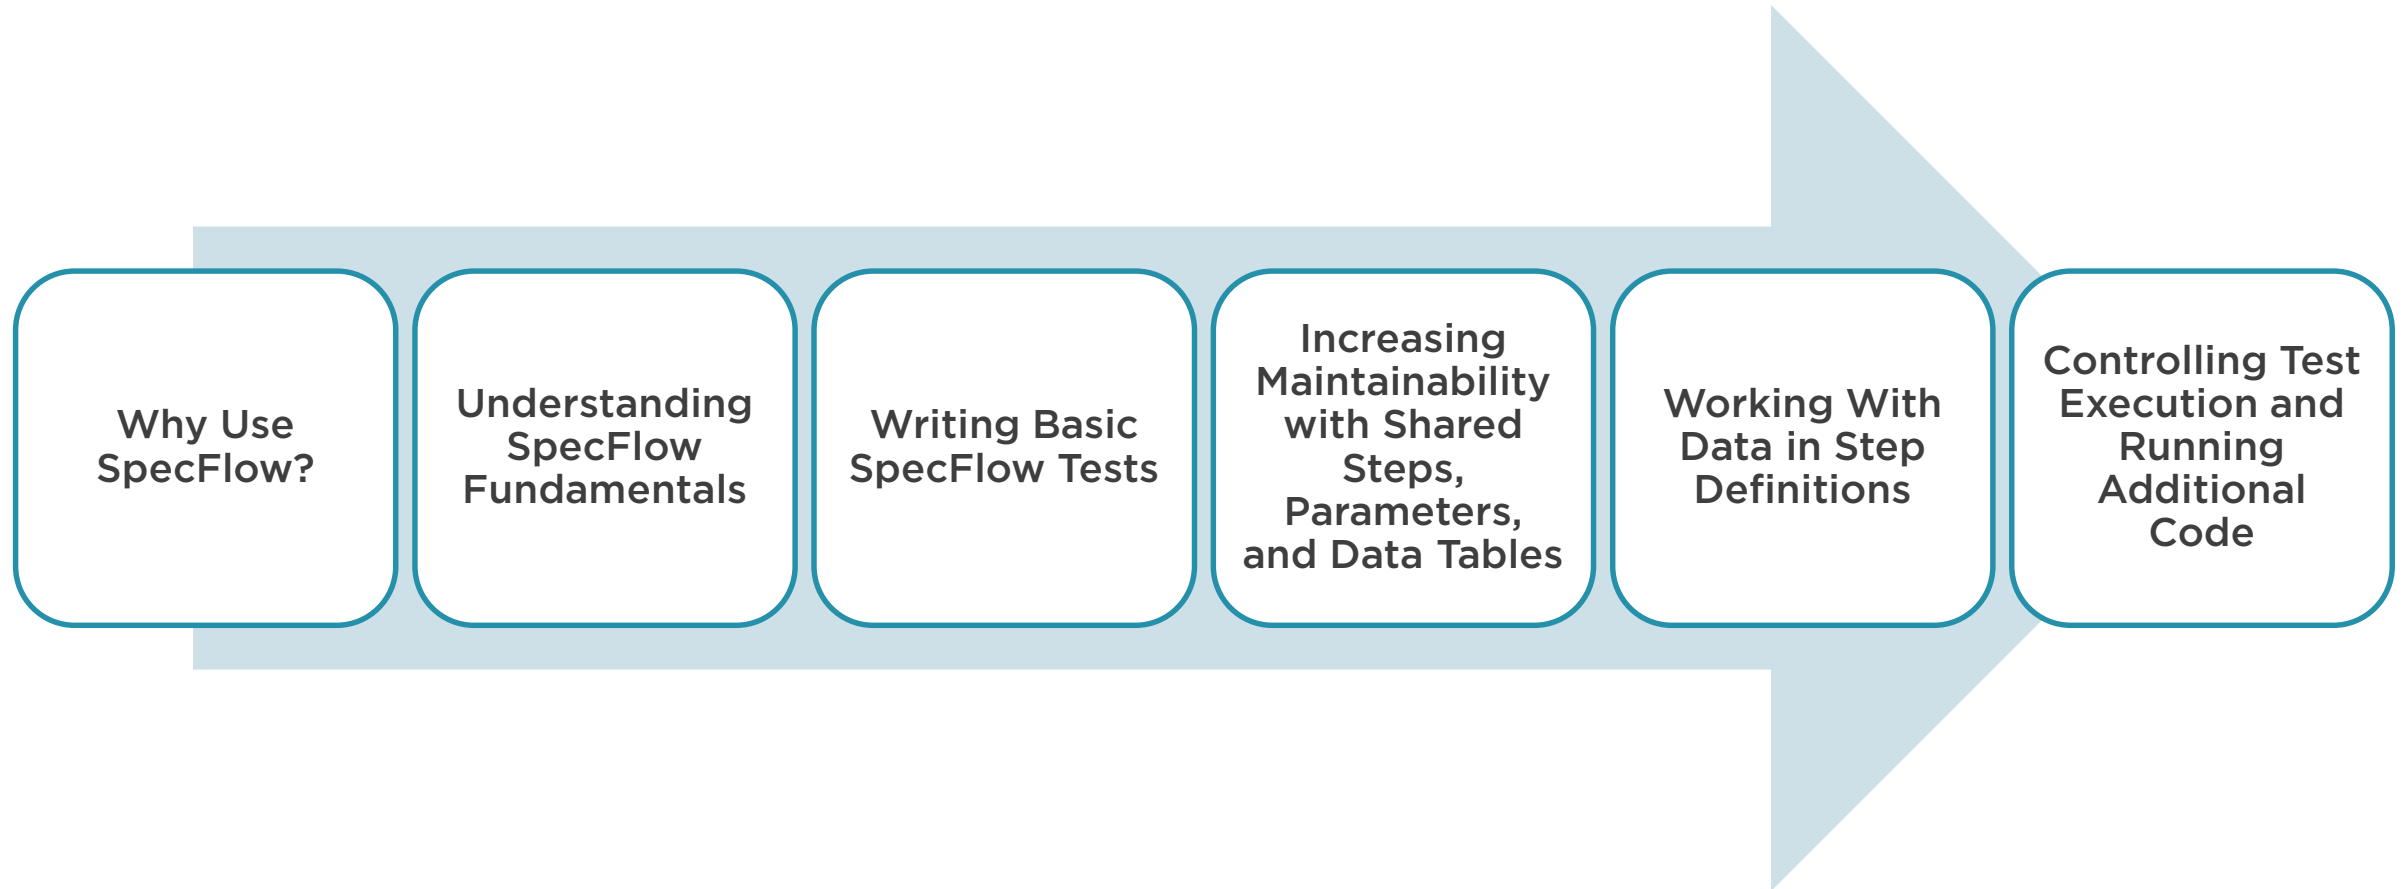 Why Use
SpecFlow?
Understanding
SpecFlow
Fundamentals
Writing Basic
SpecFlow Tests
Increasing
Maintainability
with Shared
Steps,
Parameters,
and Data Tables
Working With
Data in Step
Definitions
Controlling Test
Execution and
Running
Additional
Code